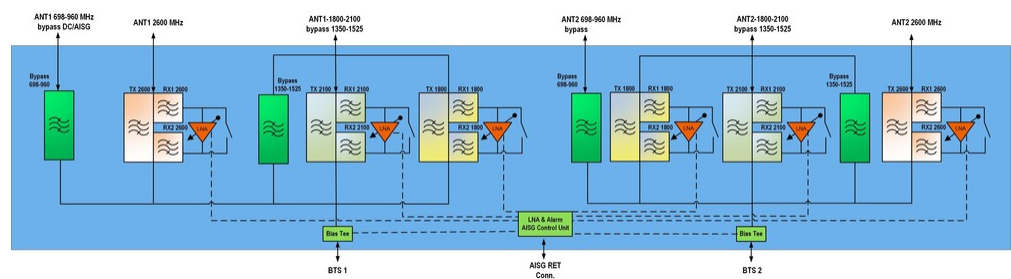 ANT1 698-960 MHz
bypass DC/AISG
ANT1 2600 MHz
ANT1-1800-2100
bypass 1350-1525
ANT2 698-960 MHz
bypass
ANT2-1800-2100
bypass 1350-1525
ANT2 2600 MHz
Bypass
698-960
TX 2600
RX1 2600
RX2 2600
LNA
Bypass
1350-1525
TX 2100
RX1 2100
RX2 2100
LNA
TX 1800
RX1 1800
RX2 1800
LNA
Bypass
698-960
TX 1800
RX1 1800
RX2 1800
LNA
TX 2100
RX1 2100
RX2 2100
LNA
Bypass
1350-1525
TX 2600
RX1 2600
RX2 2600
LNA
Bias Tee
LNA & Alarm
AISG Control Unit
Bias Tee
BTS 1
AISG RET
Conn.
BTS 2